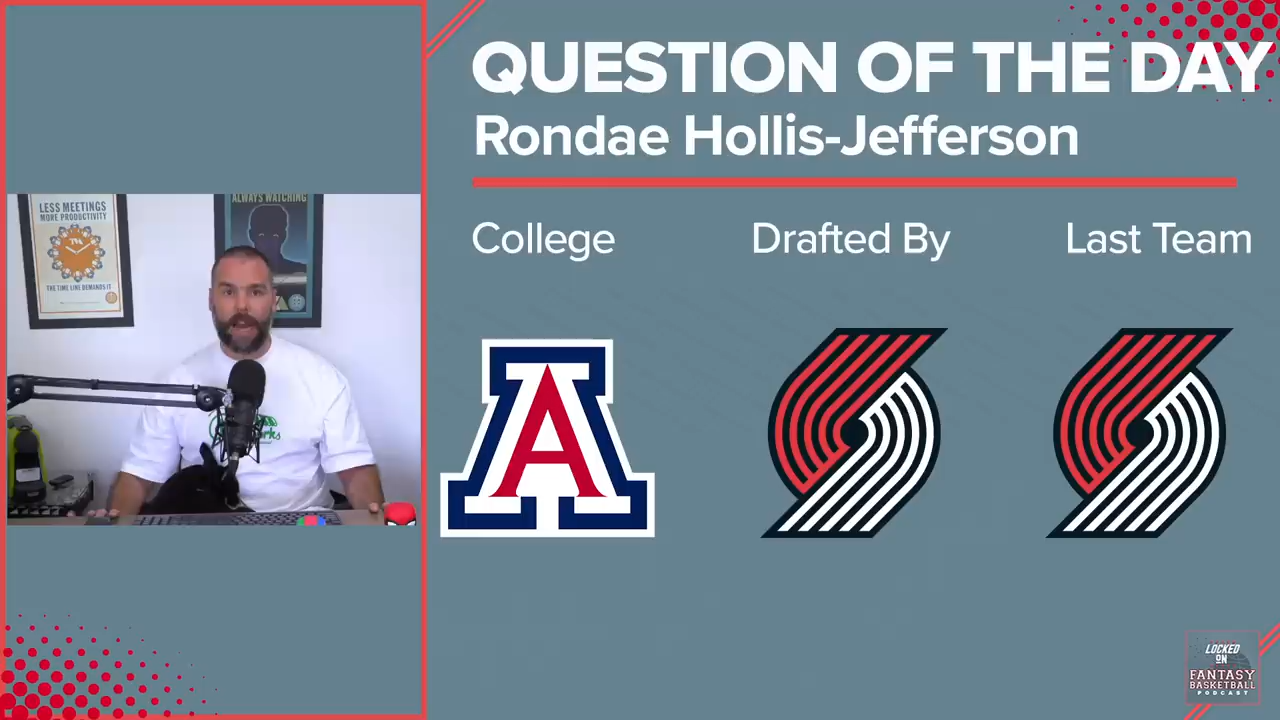 QUESTION OF THE DAY
Rondae Hollis-Jefferson
College
Drafted By
Last Team
A
LESS MEETINGS
MORE PRODUCTIVITY
TVA
THE TIME LINE DEMANDS IT
ALWAYS WATCHING
LOCKED
ON
FANTASY
BASKETBALL
PODCAST